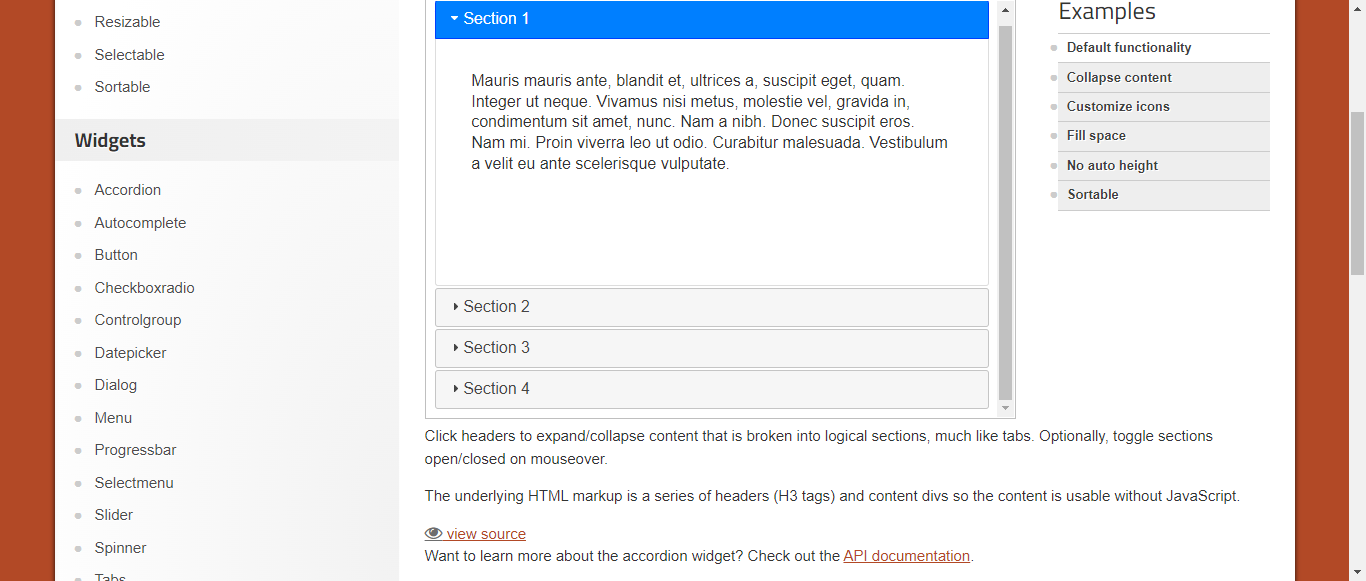 Resizable
Selectable
Sortable
Widgets
Accordion
Autocomplete
Button
Checkboxradio
Controlgroup
Datepicker
Dialog
Menu
Progressbar
Selectmenu
Slider
Spinner
Tabs
Section 1
Mauris mauris ante, blandit et, ultrices a, suscipit eget, quam.
Integer ut neque. Vivamus nisi metus, molestie vel, gravida in,
condimentum sit amet, nunc. Nam a nibh. Donec suscipit eros.
Nam mi. Proin viverra leo ut odio. Curabitur malesuada. Vestibulum
a velit eu ante scelerisque vulputate.
Section 2
Section 3
Section 4
Click headers to expand/collapse content that is broken into logical sections, much like tabs. Optionally, toggle sections
open/closed on mouseover.
The underlying HTML markup is a series of headers (H3 tags) and content divs so the content is usable without JavaScript.
view source
Want to learn more about the accordion widget? Check out the API documentation.
Examples
Default functionality
Collapse content
Customize icons
Fill space
No auto height
Sortable